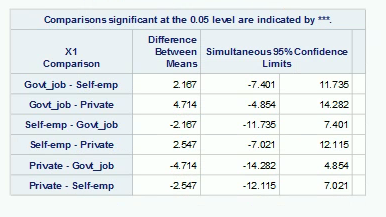 Comparisons significant at the 0.05 level are indicated by ***.
X1 Comparison Difference Between Means Simultaneous 95% Confidence Limits
Govt_job - Self-emp 2.167 -7.401 11.735
Govt_job - Private 4.714 -4.854 14.282
Self-emp - Govt_job -2.167 -11.735 7.401
Self-emp - Private 2.547 -7.021 12.115
Private - Govt_job -4.714 -14.282 4.854
Private - Self-emp -2.547 -12.115 7.021